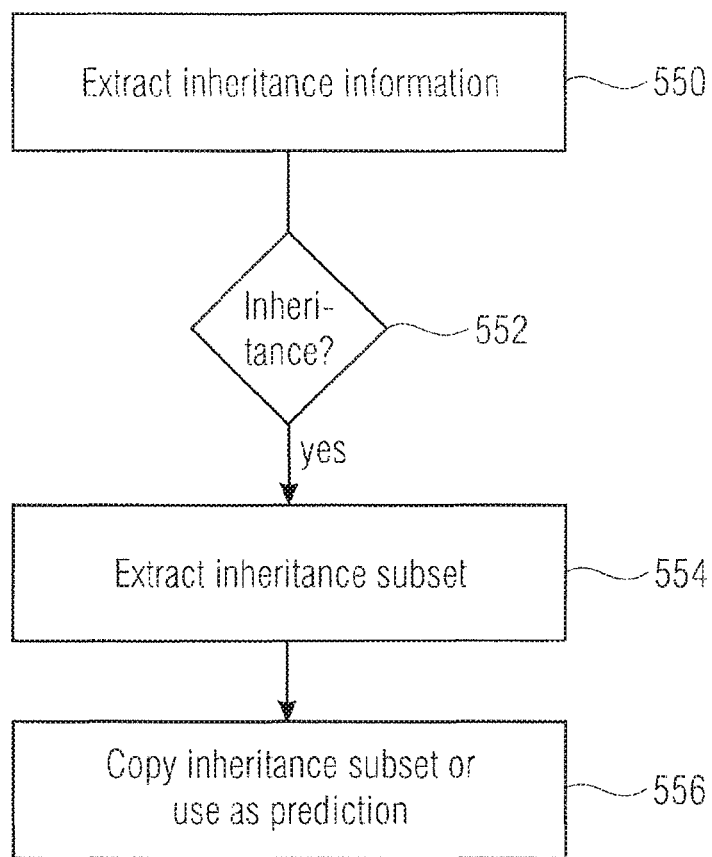 Extract inheritance information
550
Inheri-
tance?
552
yes
Extract inheritance subset
554
Copy inheritance subset or
use as prediction
556